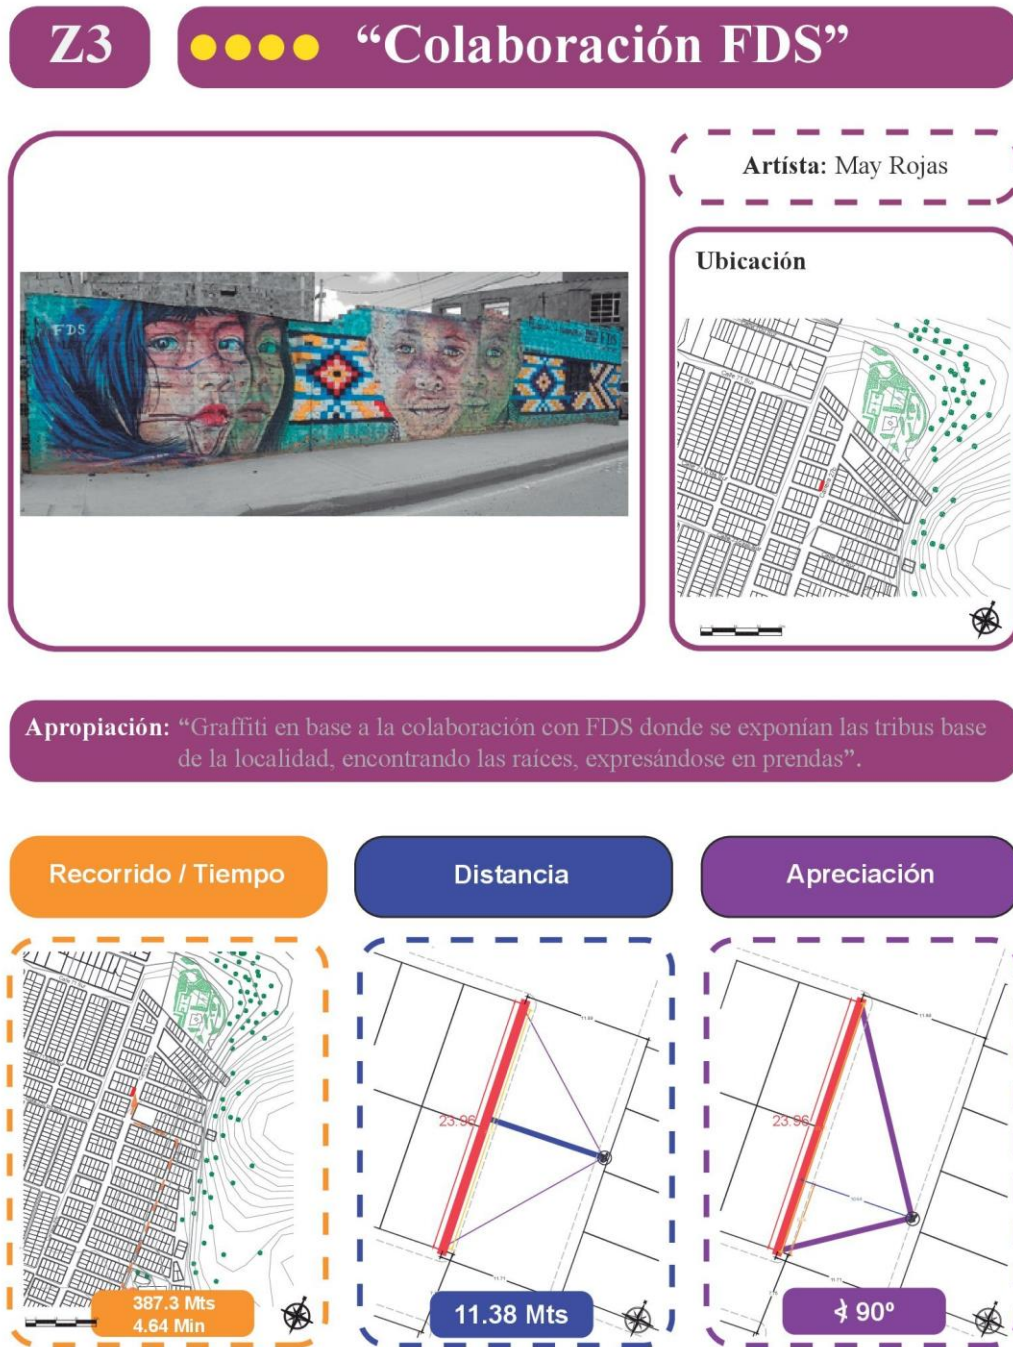 Z3
“Colaboración FDS”
Artísta: May Rojas
FDS
FDS
Ubicación
Apropiación: “Graffiti en base a la colaboración con FDS donde se exponían las tribus base
de la localidad, encontrando las raíces, expresándose en prendas”.
Recorrido / Tiempo
Distancia
Apreciación
23.96
23.96
387.3 Mts
4.64 Min
11.38 Mts
∢ 90º